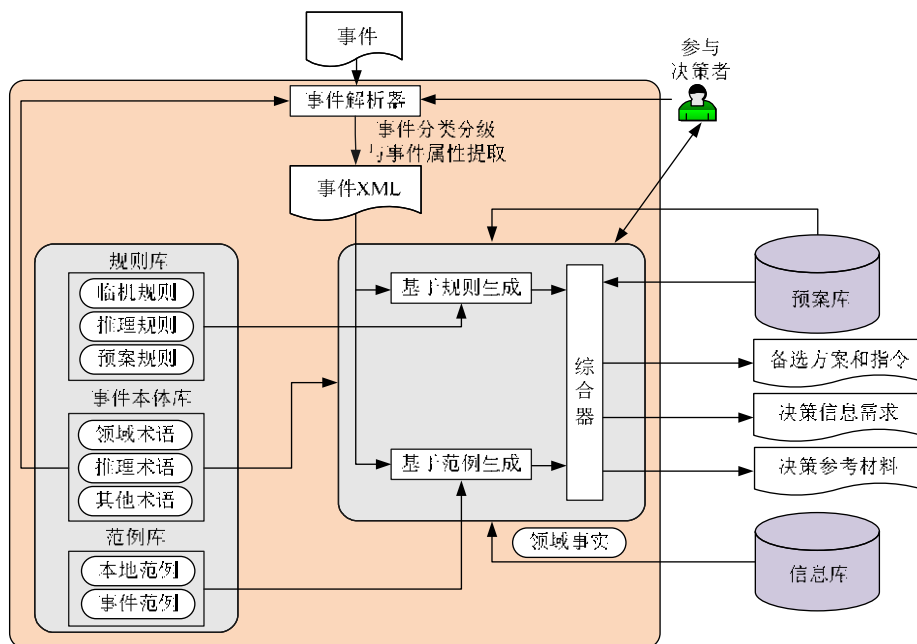 事件
参与
决策者
事件解析器
事件分类分级
与事件属性提取
事件XML
规则库
临机规则
推理规则
预案规则
事件本体库
领域术语
推理术语
其他术语
范例库
本地范例
事件范例
基于规则生成
基于范例生成
综合器
领域事实
预案库
备选方案和指令
决策信息需求
决策参考材料
信息库